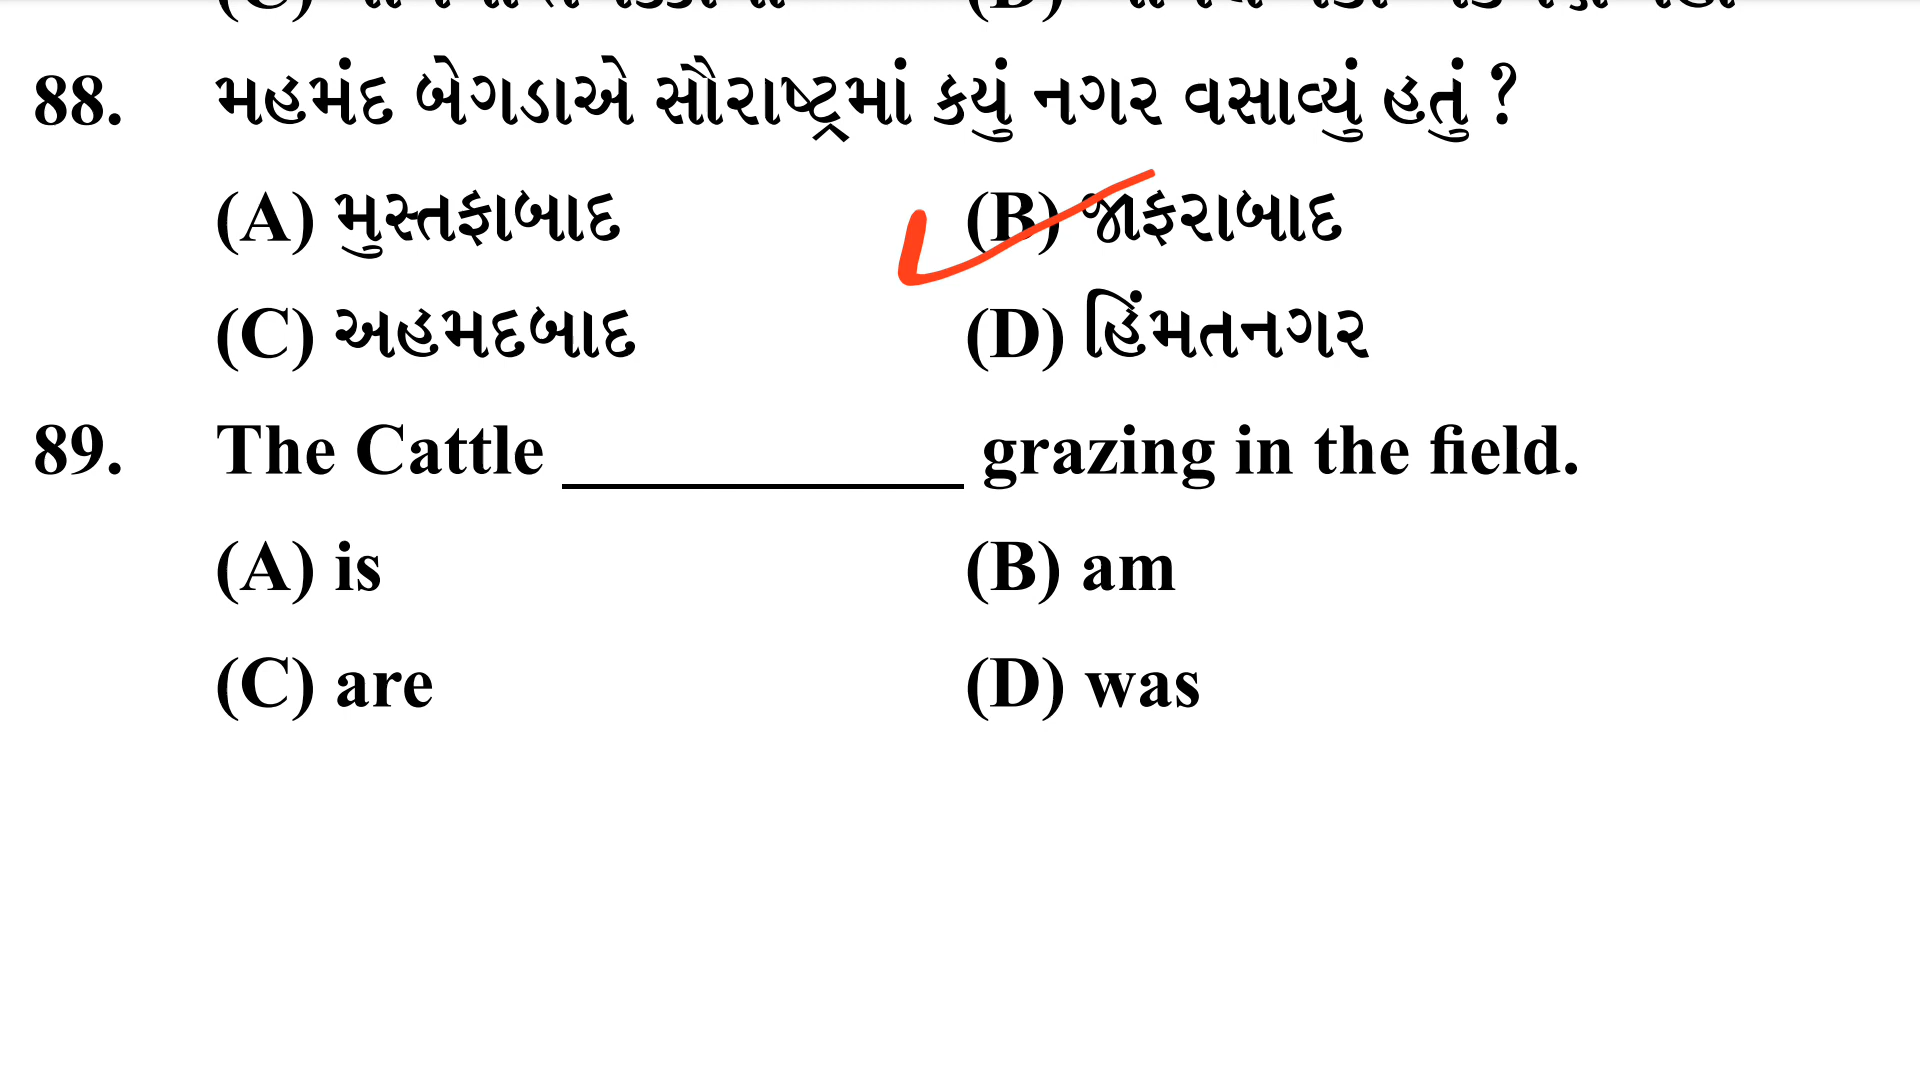 88. મહમંદ બેગડાએ સૌરાષ્ટ્રમાં કયું નગર વસાવ્યું હતું ?
(A) મુસ્તફાબાદ (B) જાફરાબાદ
(C) અહમદબાદ (D) હિંમતનગર
89. The Cattle ____________ grazing in the field.
(A) is (B) am
(C) are (D) was